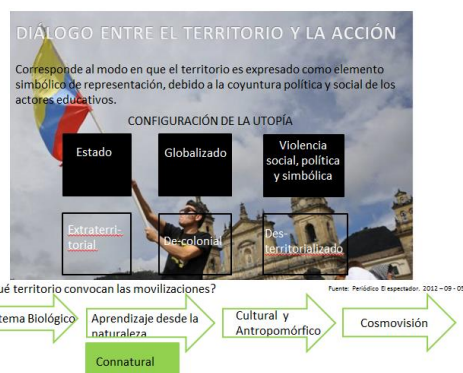 DIÁLOGO ENTRE EL TERRITORIO Y LA ACCIÓN
Corresponde al modo en que el territorio es expresado como elemento
simbólico de representación, debido a la coyuntura política y social de los
actores educativos.
CONFIGURACIÓN DE LA UTOPÍA
Estado
Globalizado
Violencia
social, política
y simbólica
Extraterri-
torial
De-colonial
Des-
territorializado
ué territorio convocan las movilizaciones?
Fuente: Periódico El espectador. 2012 – 09 - 05
tema Biológico
Aprendizaje desde la
naturaleza
Cultural y
Antropomórfico
Cosmovisión
Connatural